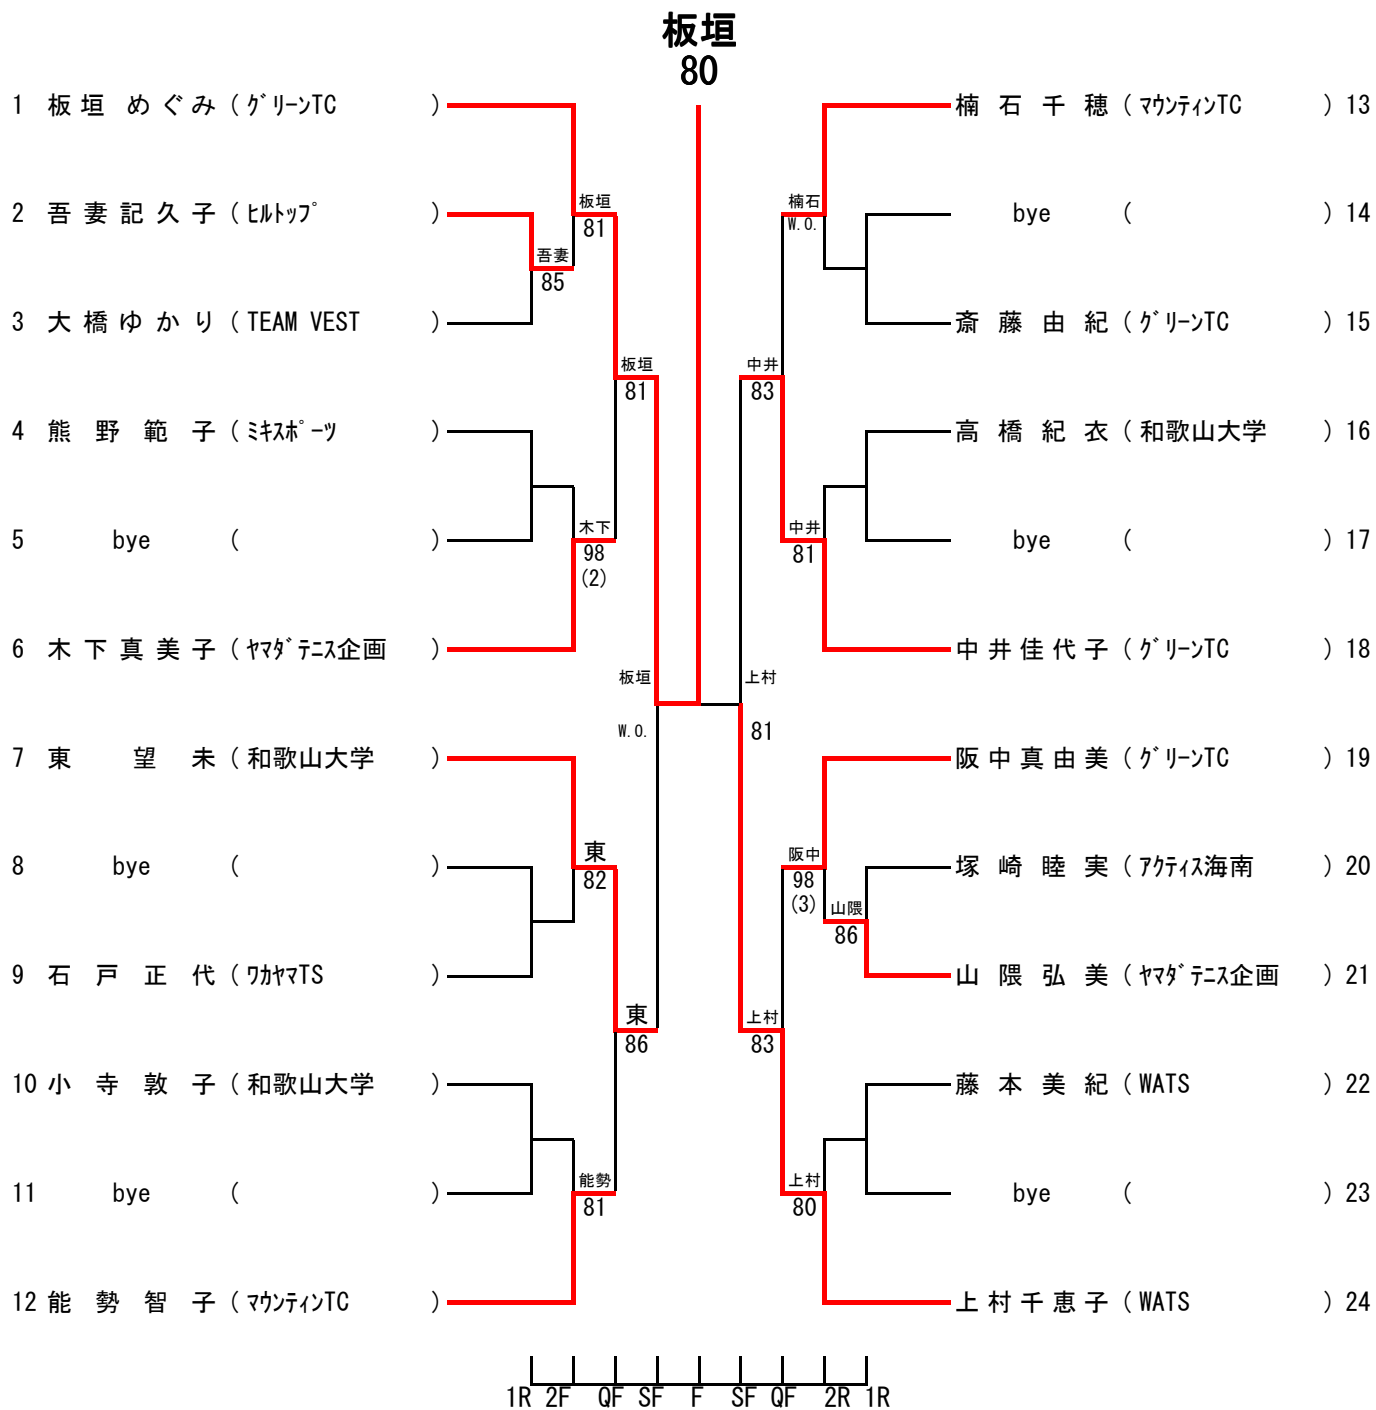 板垣
80
1 板垣 めぐみ ( グリーンTC )
2 吾妻記久子 ( ヒルトップ )
3 大橋ゆかり ( TEAM VEST )
4 熊野範子 ( ミキスポーツ )
5 bye ( )
6 木下真美子 ( ヤマダテニス企画 )
7 東望未 ( 和歌山大学 )
8 bye ( )
9 石戸正代 ( ワカヤマTS )
10 小寺敦子 ( 和歌山大学 )
11 bye ( )
12 能勢智子 ( マウンティンTC )
板垣
81
吾妻
85
板垣
81
木下
98
(2)
板垣
W.O.
東
82
東
86
能勢
81
楠石
W.O.
中井
83
中井
81
上村
81
阪中
98
(3)
山隈
86
上村
83
上村
80
楠石千穂 ( マウンティンTC ) 13
bye ( ) 14
斎藤由紀 ( グリーンTC ) 15
高橋紀衣 ( 和歌山大学 ) 16
bye ( ) 17
中井佳代子 ( グリーンTC ) 18
阪中真由美 ( グリーンTC ) 19
塚崎睦実 ( アクティス海南 ) 20
山隈弘美 ( ヤマダテニス企画 ) 21
藤本美紀 ( WATS ) 22
bye ( ) 23
上村千恵子 ( WATS ) 24
1R 2F QF SF F SF QF 2R 1R